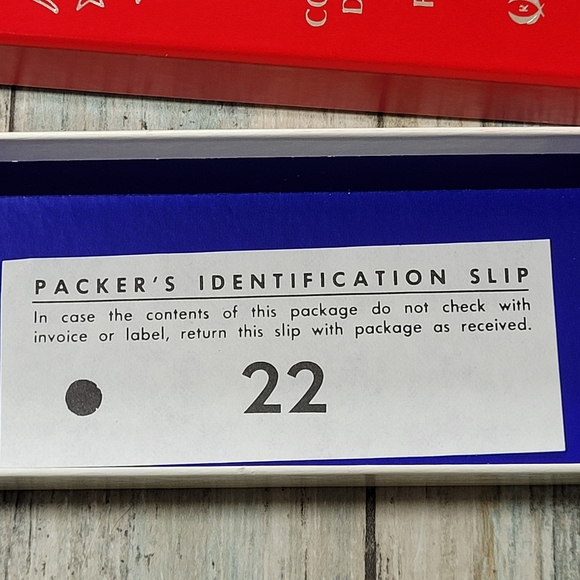 PACKER'S IDENTIFICATION SLIP
In case the contents of this package do not check with
invoice or label, return this slip with package as received.
22